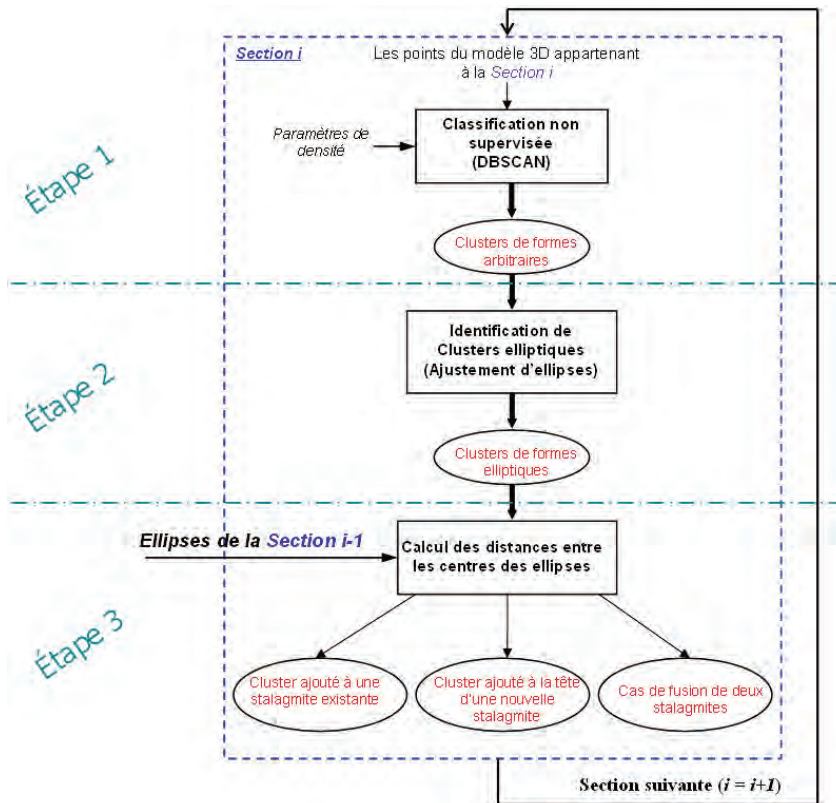 Section i
Les points du modèle 3D appartenant
à la Section i
Étape 1
Paramètres de
densité
Classification non
supervisée
(DBSCAN)
Clusters de formes
arbitraires
Étape 2
Identification de
Clusters elliptiques
(Ajustement d'ellipses)
Clusters de formes
elliptiques
Étape 3
Ellipses de la Section i-1
Calcul des distances entre
les centres des ellipses
Cluster ajouté à une
stalagmite existante
Cluster ajouté à la tête
d'une nouvelle
stalagmite
Cas de fusion de deux
stalagmites
Section suivante (i = i+1)